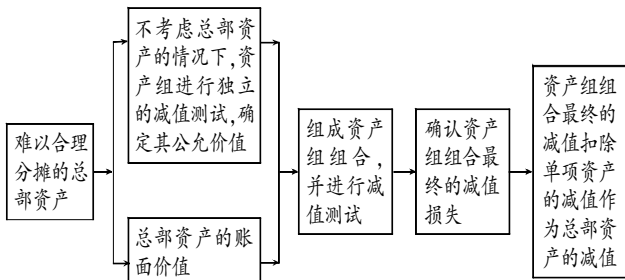 难以合理
分摊的总
部资产
不考虑总部资
产的情况下,资
产组进行独立
的减值测试,确
定其公允价值
总部资产的账
面价值
组成资产
组组合,
并进行减
值测试
确认资产
组组合最
终的减值
损失
资产组组
合最终的
减值扣除
单项资产
的减值作
为总部资
产的减值